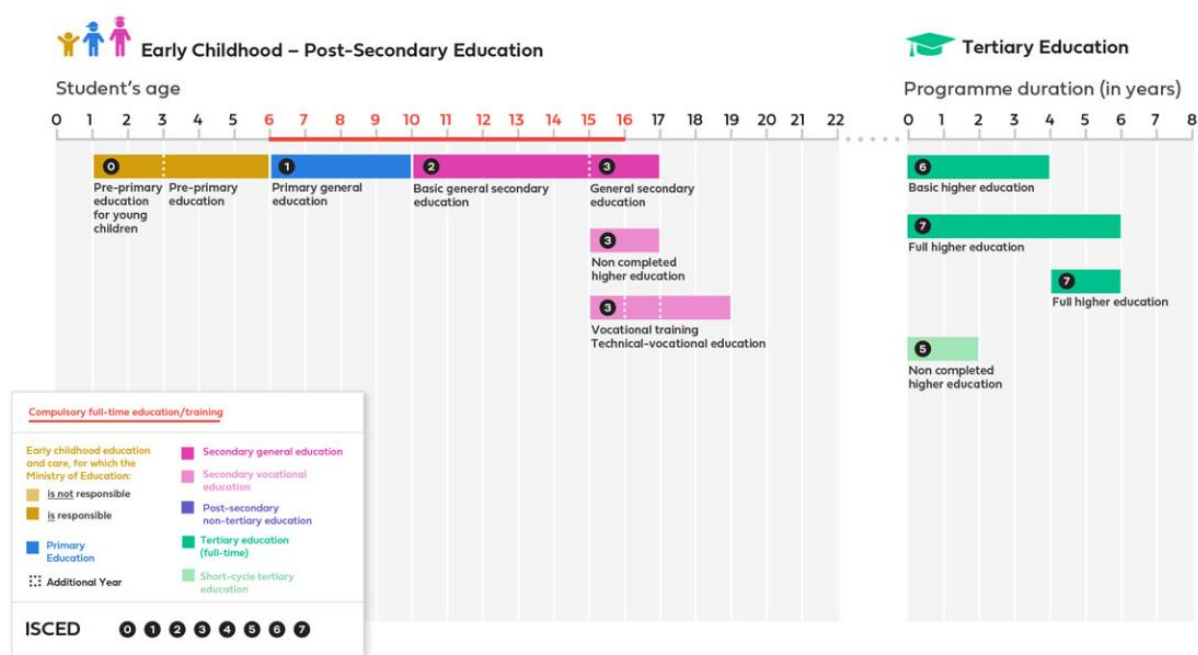 Early Childhood – Post-Secondary Education
Tertiary Education
Student's age
Programme duration (in years)
0 1 2 3 4 5 6 7 8 9 10 11 12 13 14 15 16 17 18 19 20 21 22
0 1 2 3 4 5 6 7 8
0
1
2
3
Pre-primary
education
for young
children
Pre-primary
education
Primary general
education
Basic general secondary
education
General secondary
education
3
Non completed
higher education
3
Vocational training
Technical-vocational education
6
Basic higher education
7
Full higher education
7
Full higher education
5
Non completed
higher education
Compulsory full-time education/training
Early childhood education
and care, for which the
Ministry of Education:
is not responsible
is responsible
Primary
Education
Additional Year
Secondary general education
Secondary vocational
education
Post-secondary
non-tertiary education
Tertiary education
(full-time)
Short-cycle tertiary
education
ISCED 0 1 2 3 4 5 6 7